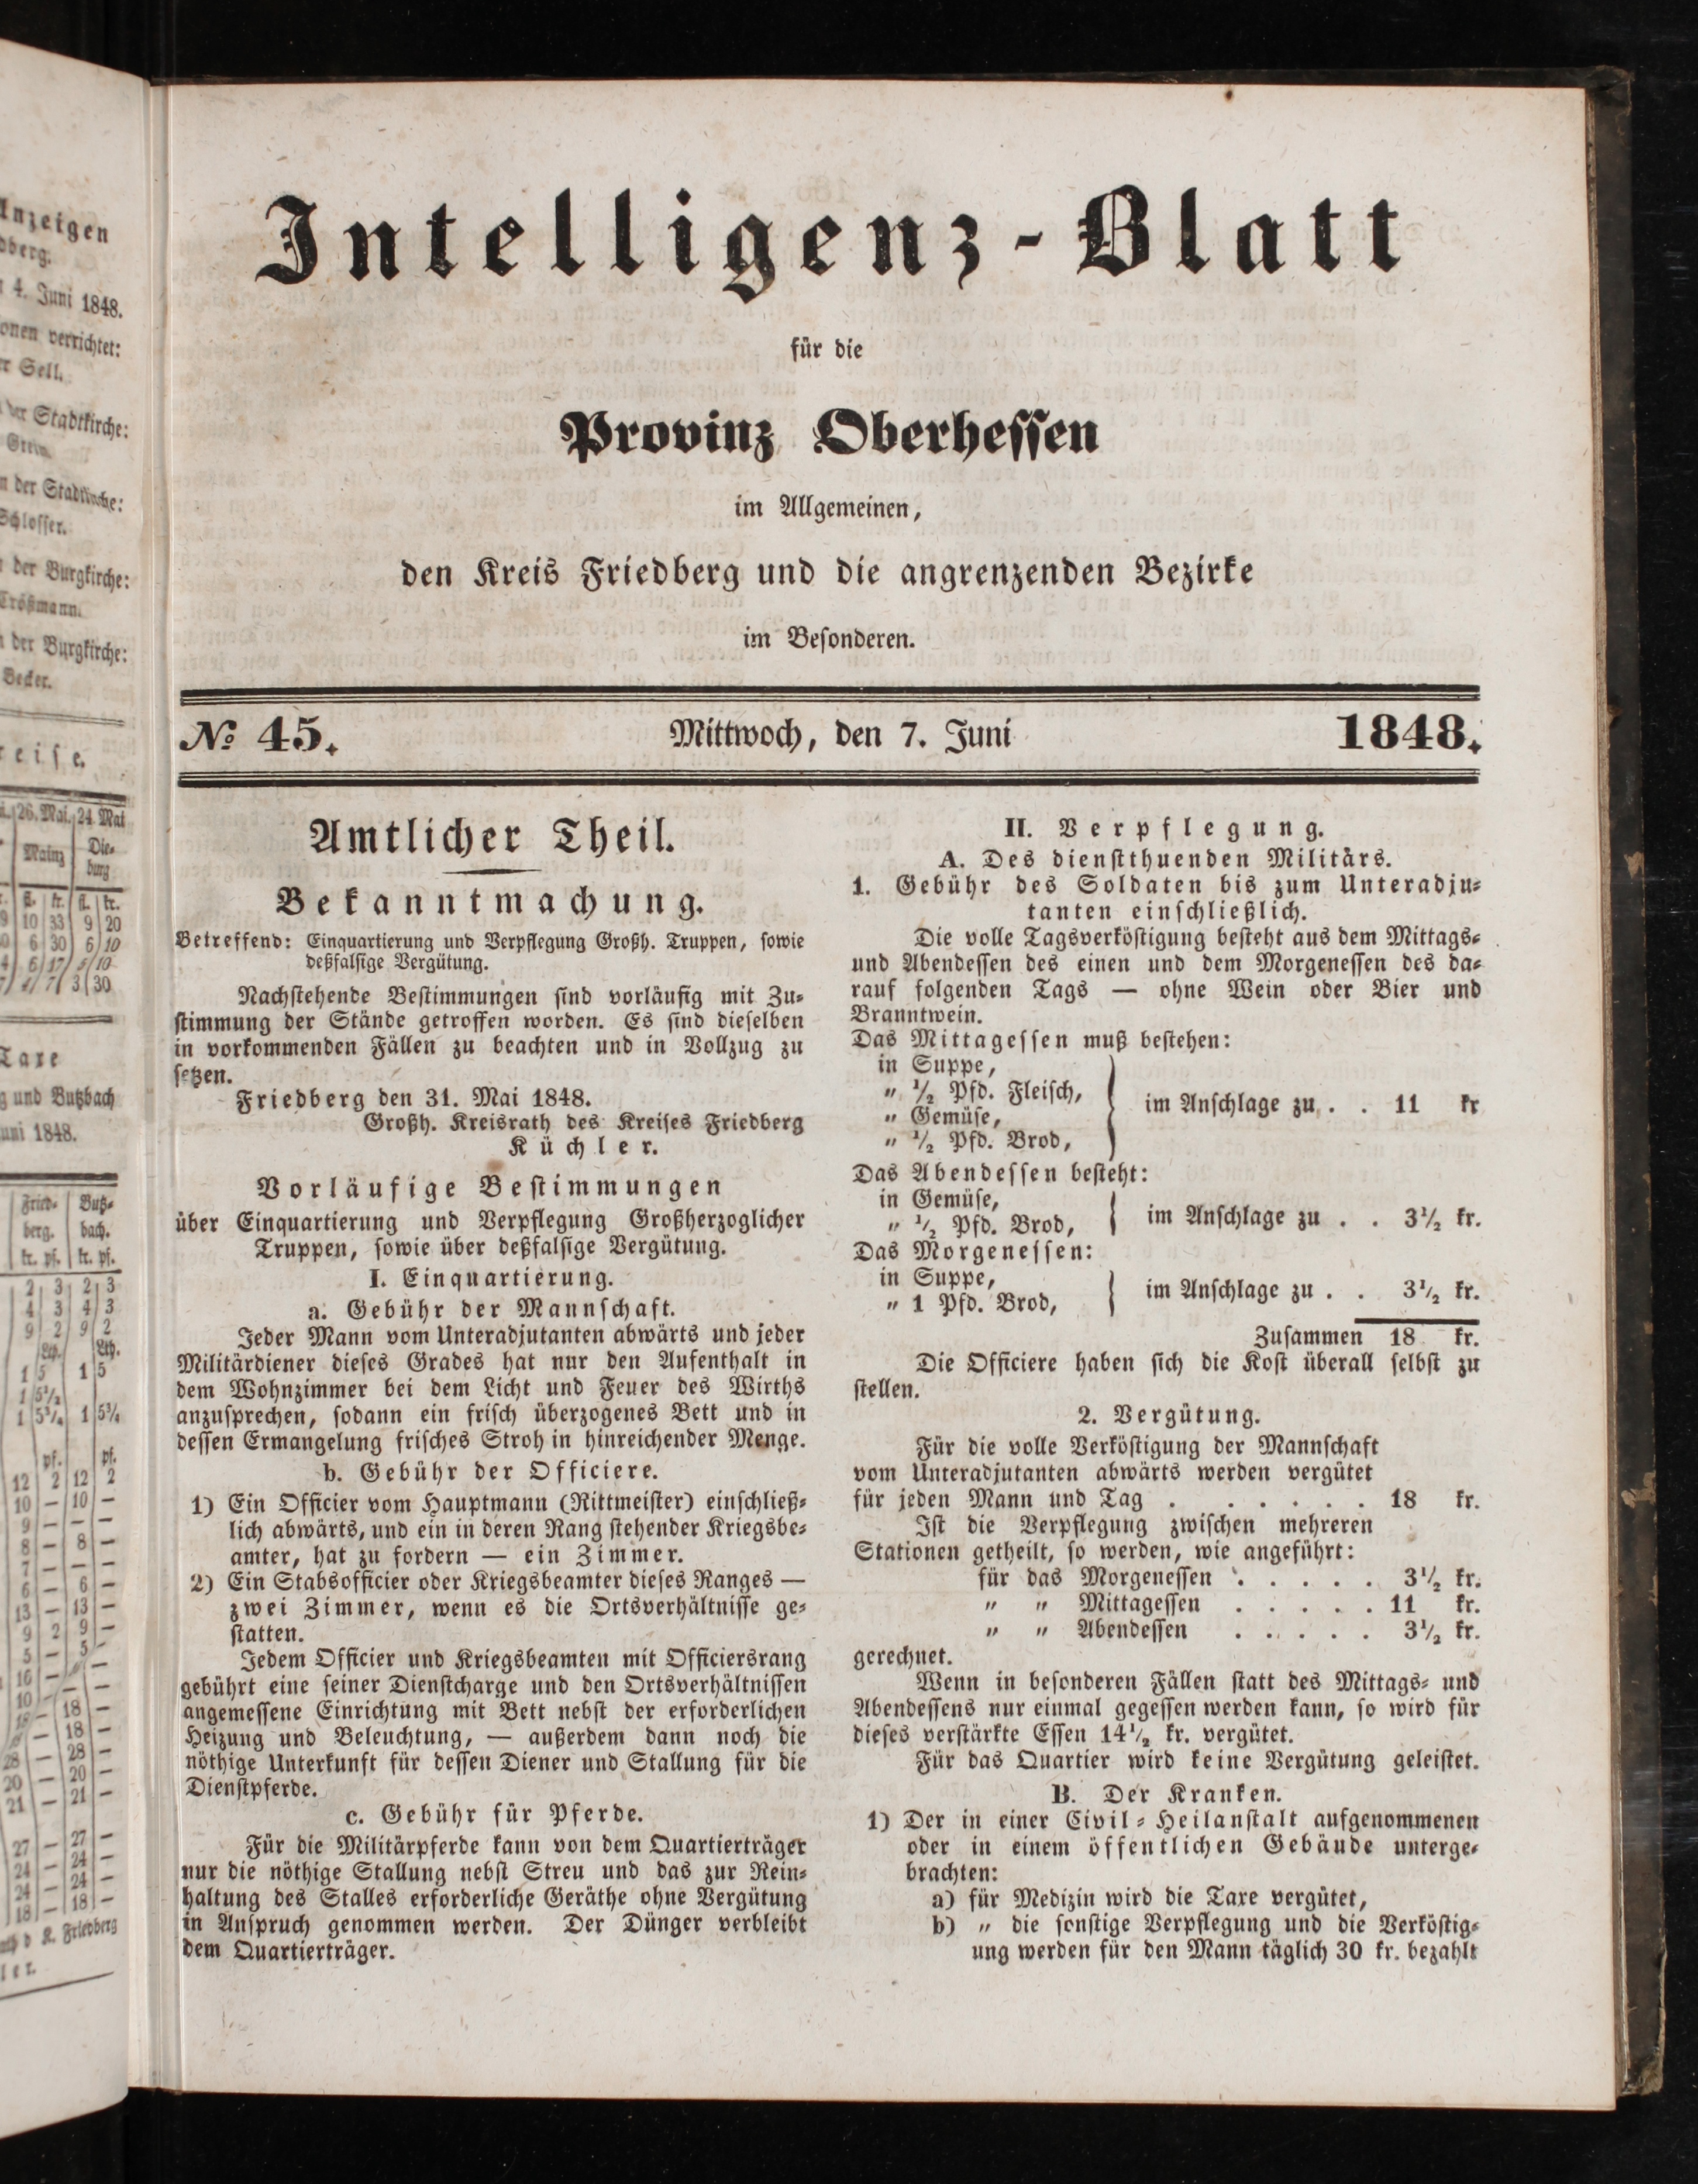 Intelligenz-Blatt
für die
Provinz Oberhessen
im Allgemeinen,
den Kreis Friedberg und die angrenzenden Bezirke
im Besonderen.
No 45. Mittwoch, den 7. Juni 1848.
Amtlicher Theil.
Bekanntmachung.
Betreffend: Einquartierung und Verpflegung Großh. Truppen, sowie
deßfalsige Vergütung.
Nachstehende Bestimmungen sind vorläufig mit Zu-
stimmung der Stände getroffen worden. Es sind dieselben
in vorkommenden Fällen zu beachten und in Vollzug zu
setzen.
Friedberg den 31. Mai 1848.
Großh. Kreisrath des Kreises Friedberg
Küchler.
Vorläufige Bestimmungen
über Einquartierung und Verpflegung Großherzoglicher
Truppen, sowie über deßfalsige Vergütung.
I. Einquartierung.
a. Gebühr der Mannschaft.
Jeder Mann vom Unteradjutanten abwärts und jeder
Militärdiener dieses Grades hat nur den Aufenthalt in
dem Wohnzimmer bei dem Licht und Feuer des Wirths
anzusprechen, sodann ein frisch überzogenes Bett und in
dessen Ermangelung frisches Stroh in hinreichender Menge.
b. Gebühr der Officiere.
1) Ein Officier vom Hauptmann (Rittmeister) einschließ-
lich abwärts, und ein in deren Rang stehender Kriegsbe-
amter, hat zu fordern — ein Zimmer.
2) Ein Stabsofficier oder Kriegsbeamter dieses Ranges —
zwei Zimmer, wenn es die Ortsverhältnisse ge-
statten.
Jedem Officier und Kriegsbeamten mit Officiersrang
gebührt eine seiner Dienstcharge und den Ortsverhältnissen
angemessene Einrichtung mit Bett nebst der erforderlichen
Heizung und Beleuchtung, — außerdem dann noch die
nöthige Unterkunft für dessen Diener und Stallung für die
Dienstpferde.
c. Gebühr für Pferde.
Für die Militärpferde kann von dem Quartierträger
nur die nöthige Stallung nebst Streu und das zur Rein-
haltung des Stalles erforderliche Geräthe ohne Vergütung
in Anspruch genommen werden. Der Dünger verbleibt
dem Quartierträger.
II. Verpflegung.
A. Des dienstthuenden Militärs.
1. Gebühr des Soldaten bis zum Unteradju-
tanten einschließlich.
Die volle Tagsverköstigung besteht aus dem Mittags-
und Abendessen des einen und dem Morgenessen des da-
rauf folgenden Tags — ohne Wein oder Bier und
Branntwein.
Das Mittagessen muß bestehen:
in Suppe,
" ½ Pfd. Fleisch,
" Gemüse,
" ½ Pfd. Brod,
im Anschlage zu . . 11 kr
Das Abendessen besteht:
in Gemüse,
" ½ Pfd. Brod,
im Anschlage zu . . 3½ kr.
Das Morgenessen:
in Suppe,
" 1 Pfd. Brod,
im Anschlage zu . . 3½ kr.
Zusammen 18 kr.
Die Officiere haben sich die Kost überall selbst zu
stellen.
2. Vergütung.
Für die volle Verköstigung der Mannschaft
vom Unteradjutanten abwärts werden vergütet
für jeden Mann und Tag . . . . . . 18 kr.
Ist die Verpflegung zwischen mehreren
Stationen getheilt, so werden, wie angeführt:
für das Morgenessen . . . . . 3½ kr.
" " Mittagessen . . . . . 11 kr.
" " Abendessen . . . . . 3½ kr.
gerechnet.
Wenn in besonderen Fällen statt des Mittags- und
Abendessens nur einmal gegessen werden kann, so wird für
dieses verstärkte Essen 14½ kr. vergütet.
Für das Quartier wird keine Vergütung geleistet.
B. Der Kranken.
1) Der in einer Civil-Heilanstalt aufgenommenen
oder in einem öffentlichen Gebäude unterge-
brachten:
a) für Medizin wird die Taxe vergütet,
b) " die sonstige Verpflegung und die Verköstig-
ung werden für den Mann täglich 30 kr. bezahlt